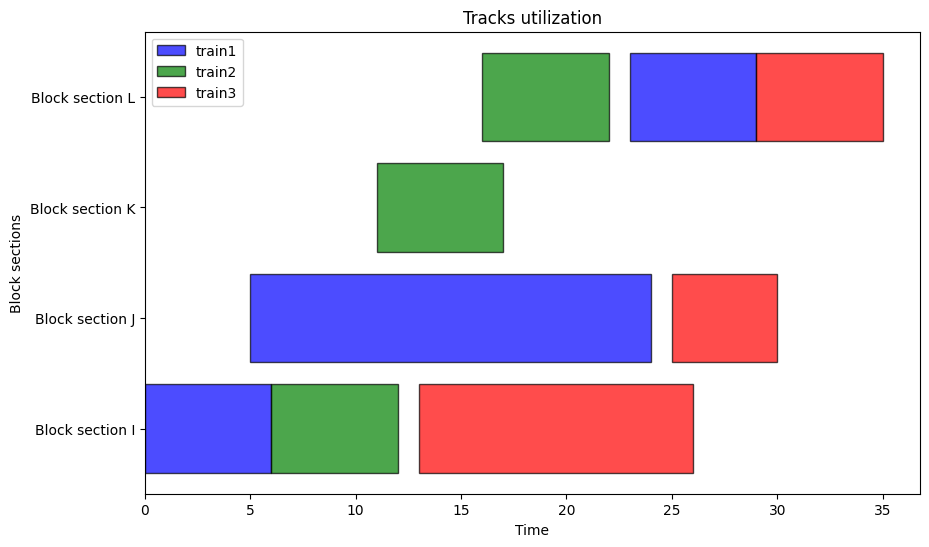 Tracks utilization
train1
train2
train3
Block sections
Block section L
Block section K
Block section J
Block section I
0 5 10 15 20 25 30 35
Time